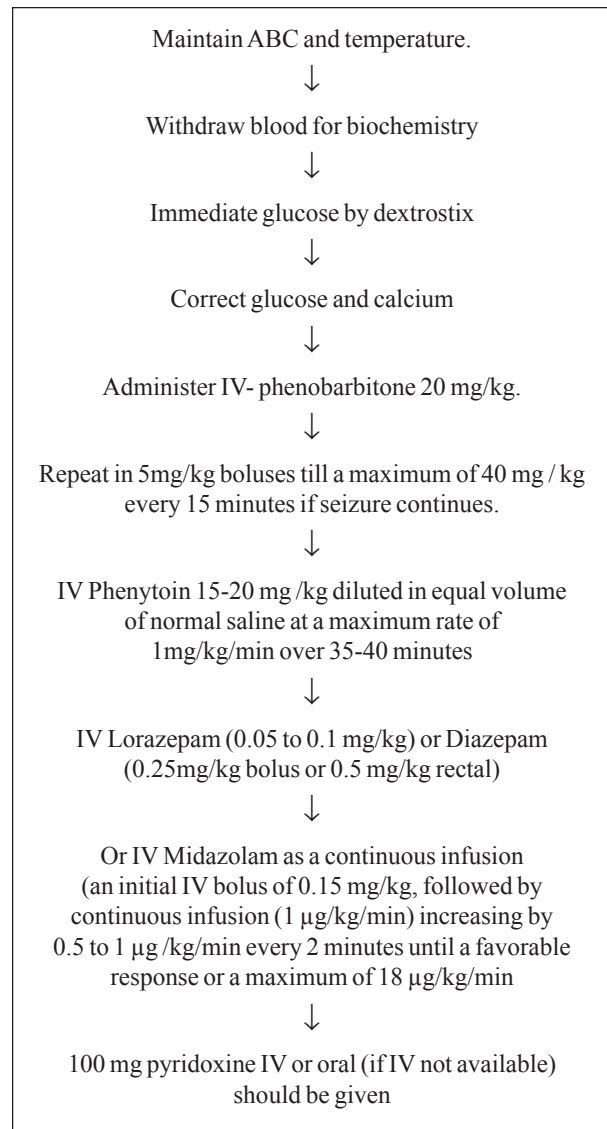 Maintain ABC and temperature.
↓
Withdraw blood for biochemistry
↓
Immediate glucose by dextrostix
↓
Correct glucose and calcium
↓
Administer IV- phenobarbitone 20 mg/kg.
↓
Repeat in 5mg/kg boluses till a maximum of 40 mg / kg
every 15 minutes if seizure continues.
↓
IV Phenytoin 15-20 mg /kg diluted in equal volume
of normal saline at a maximum rate of
1mg/kg/min over 35-40 minutes
↓
IV Lorazepam (0.05 to 0.1 mg/kg) or Diazepam
(0.25mg/kg bolus or 0.5 mg/kg rectal)
↓
Or IV Midazolam as a continuous infusion
(an initial IV bolus of 0.15 mg/kg, followed by
continuous infusion (1 µg/kg/min) increasing by
0.5 to 1 µg /kg/min every 2 minutes until a favorable
response or a maximum of 18 µg/kg/min
↓
100 mg pyridoxine IV or oral (if IV not available)
should be given